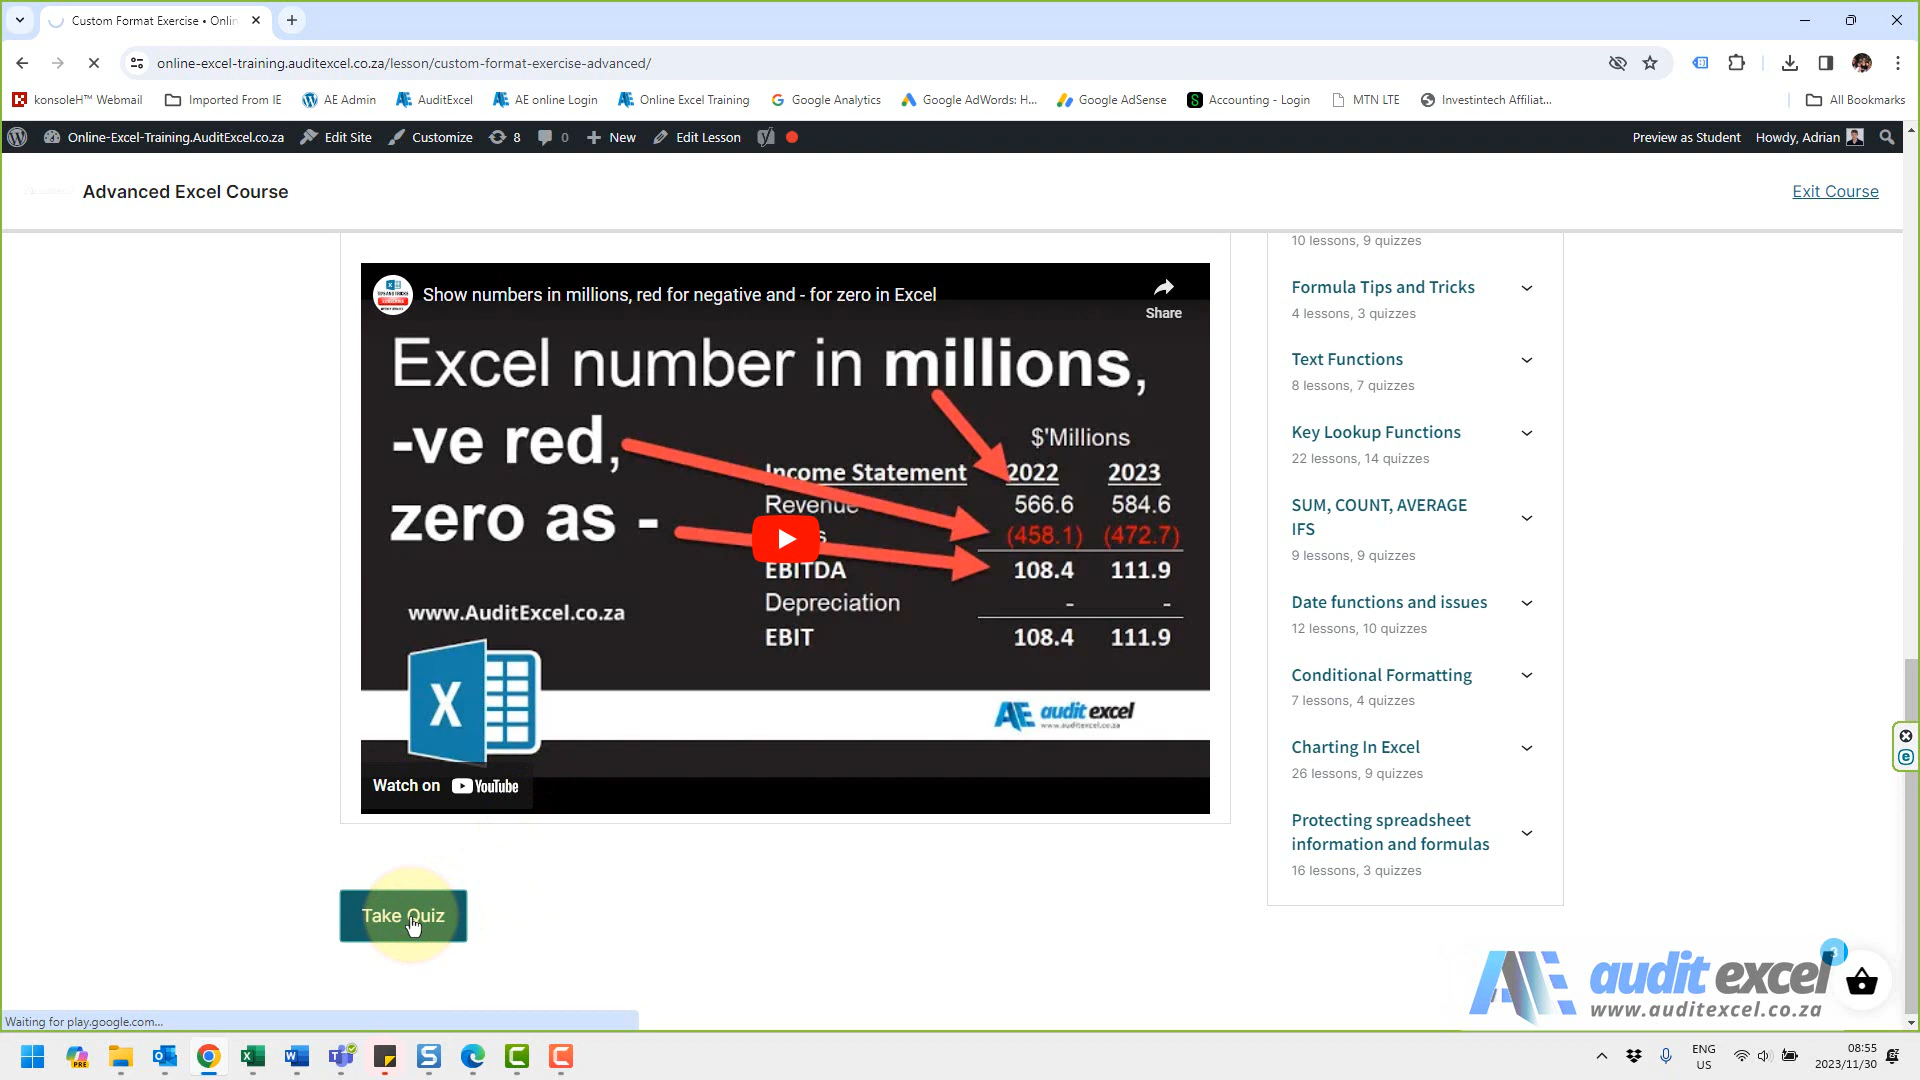 Custom Format Exercise • Onlin
online-excel-training.auditexcel.co.za/lesson/custom-format-exercise-advanced/
konsoleH™ Webmail
Imported From IE
AE Admin
AuditExcel
AE online Login
Online Excel Training
Google Analytics
Google AdWords: H...
Google AdSense
Accounting - Login
MTN LTE
Investintech Affiliat...
All Bookmarks
Online-Excel-Training.AuditExcel.co.za
Edit Site
Customize
8
0
New
Edit Lesson
Preview as Student
Howdy, Adrian
Advanced Excel Course
Exit Course
Show numbers in millions, red for negative and - for zero in Excel
Share
Excel number in millions,
-ve red,
zero as -
$'Millions
Income Statement 2022 2023
Revenue 566.6 584.6
(458.1) (472.7)
EBITDA 108.4 111.9
Depreciation - -
EBIT 108.4 111.9
www.AuditExcel.co.za
X
AE audit excel
www.auditexcel.co.za
Watch on YouTube
Take Quiz
10 lessons, 9 quizzes
Formula Tips and Tricks
4 lessons, 3 quizzes
Text Functions
8 lessons, 7 quizzes
Key Lookup Functions
22 lessons, 14 quizzes
SUM, COUNT, AVERAGE
IFS
9 lessons, 9 quizzes
Date functions and issues
12 lessons, 10 quizzes
Conditional Formatting
7 lessons, 4 quizzes
Charting In Excel
26 lessons, 9 quizzes
Protecting spreadsheet
information and formulas
16 lessons, 3 quizzes
3
AE audit excel
www.auditexcel.co.za
Waiting for play.google.com...
ENG
US
08:55
2023/11/30